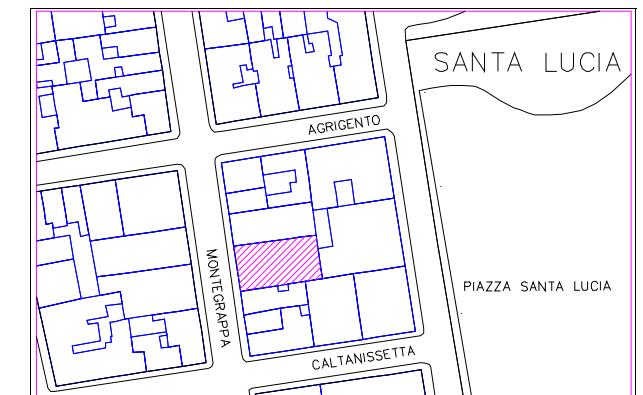 SANTA LUCIA
AGRIGENTO
MONTEGRAPPA
PIAZZA SANTA LUCIA
CALTANISSETTA